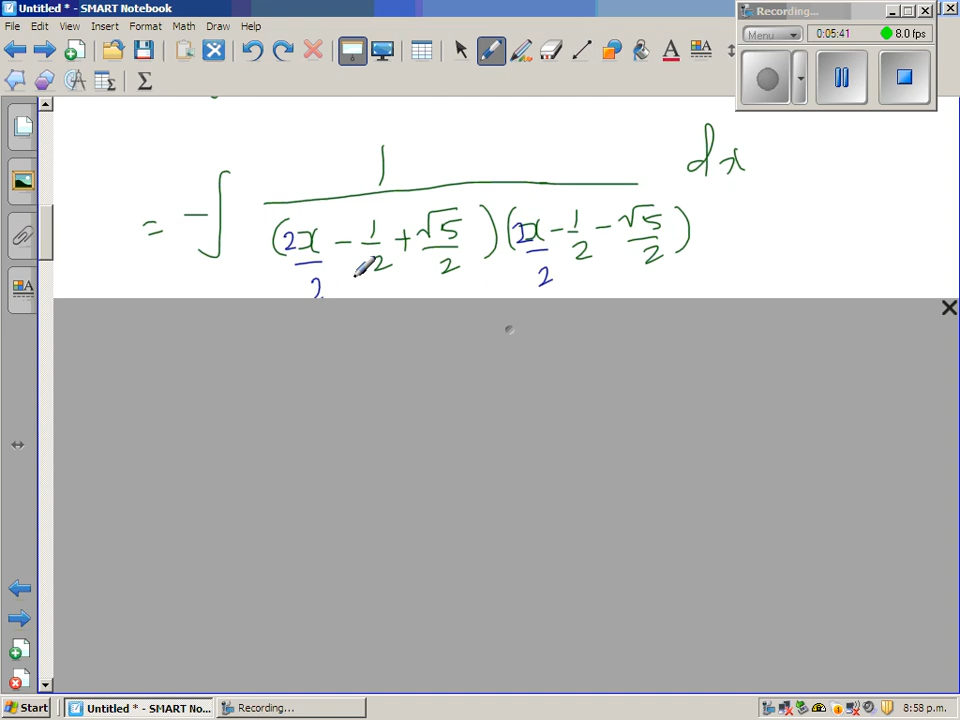 Untitled * - SMART Notebook
Recording...
File Edit View Insert Format Math Draw Help
Menu
0:05:41
8.0 fps
= -∫ 1 / ((2x/2 - 1/2 + √5/2)(2x/2 - 1/2 - √5/2)) dx
Start
Untitled * - SMART No...
Recording...
8:58 p.m.